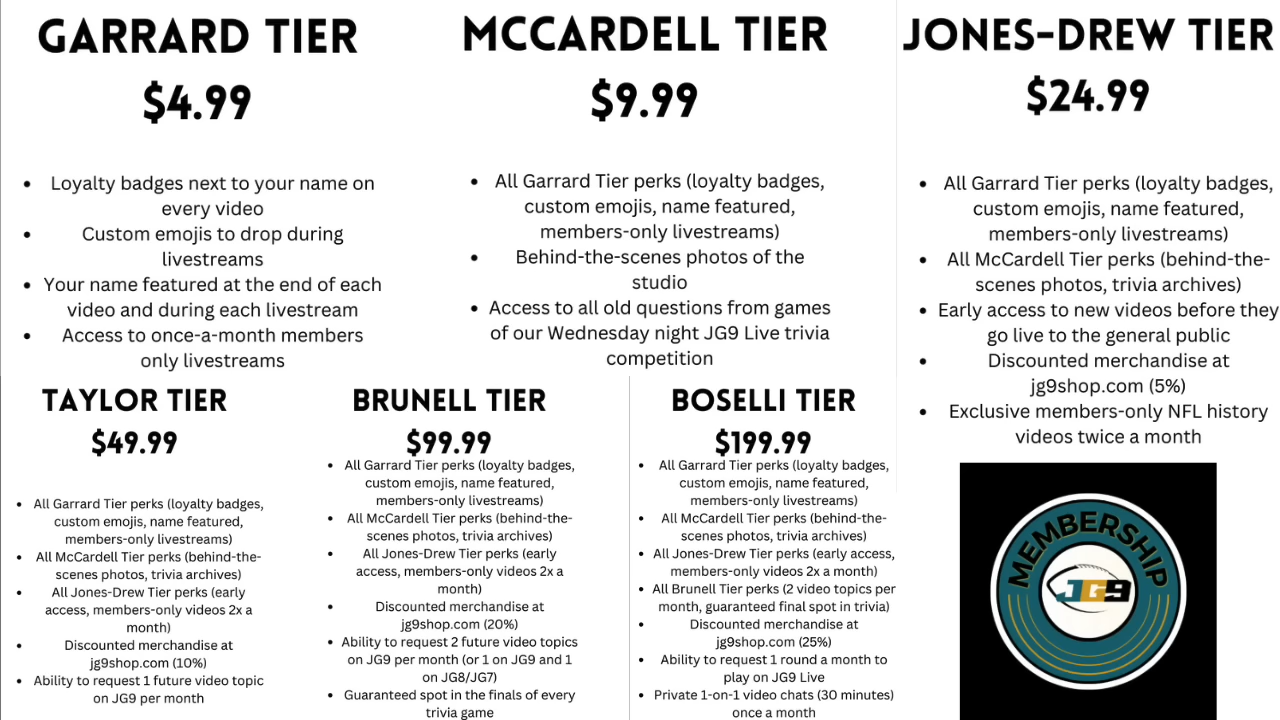 GARRARD TIER
$4.99
• Loyalty badges next to your name on
every video
• Custom emojis to drop during
livestreams
• Your name featured at the end of each
video and during each livestream
• Access to once-a-month members
only livestreams
MCCARDELL TIER
$9.99
• All Garrard Tier perks (loyalty badges,
custom emojis, name featured,
members-only livestreams)
• Behind-the-scenes photos of the
studio
• Access to all old questions from games
of our Wednesday night JG9 Live trivia
competition
JONES-DREW TIER
$24.99
• All Garrard Tier perks (loyalty badges,
custom emojis, name featured,
members-only livestreams)
• All McCardell Tier perks (behind-the-
scenes photos, trivia archives)
• Early access to new videos before they
go live to the general public
• Discounted merchandise at
jg9shop.com (5%)
• Exclusive members-only NFL history
videos twice a month
TAYLOR TIER
$49.99
• All Garrard Tier perks (loyalty badges,
custom emojis, name featured,
members-only livestreams)
• All McCardell Tier perks (behind-the-
scenes photos, trivia archives)
• All Jones-Drew Tier perks (early
access, members-only videos 2x a
month)
• Discounted merchandise at
jg9shop.com (10%)
• Ability to request 1 future video topic
on JG9 per month
BRUNELL TIER
$99.99
• All Garrard Tier perks (loyalty badges,
custom emojis, name featured,
members-only livestreams)
• All McCardell Tier perks (behind-the-
scenes photos, trivia archives)
• All Jones-Drew Tier perks (early
access, members-only videos 2x a
month)
• Discounted merchandise at
jg9shop.com (20%)
• Ability to request 2 future video topics
on JG9 per month (or 1 on JG9 and 1
on JG8/JG7)
• Guaranteed spot in the finals of every
trivia game
BOSELLI TIER
$199.99
• All Garrard Tier perks (loyalty badges,
custom emojis, name featured,
members-only livestreams)
• All McCardell Tier perks (behind-the-
scenes photos, trivia archives)
• All Jones-Drew Tier perks (early access,
members-only videos 2x a month)
• All Brunell Tier perks (2 video topics per
month, guaranteed final spot in trivia)
• Discounted merchandise at
jg9shop.com (25%)
• Ability to request 1 round a month to
play on JG9 Live
• Private 1-on-1 video chats (30 minutes)
once a month
MEMBERSHIP
JG9